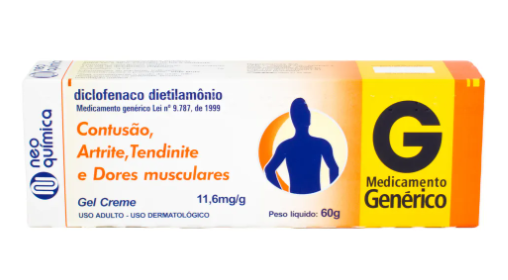 neo
química
diclofenaco dietilamônio
Medicamento genérico Lei nº 9.787, de 1999
Contusão,
Artrite, Tendinite
e Dores musculares
Gel Creme 11,6mg/g
USO ADULTO - USO DERMATOLÓGICO
Peso líquido: 60g
G
Medicamento
Genérico